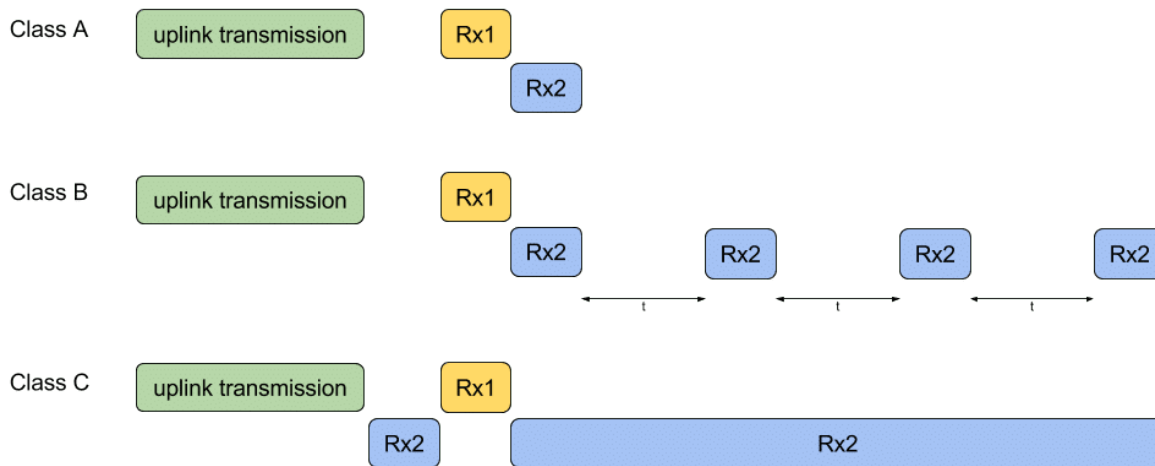 Class A
uplink transmission
Rx1
Rx2
Class B
uplink transmission
Rx1
Rx2
Rx2
Rx2
Rx2
t
t
t
Class C
uplink transmission
Rx1
Rx2
Rx2